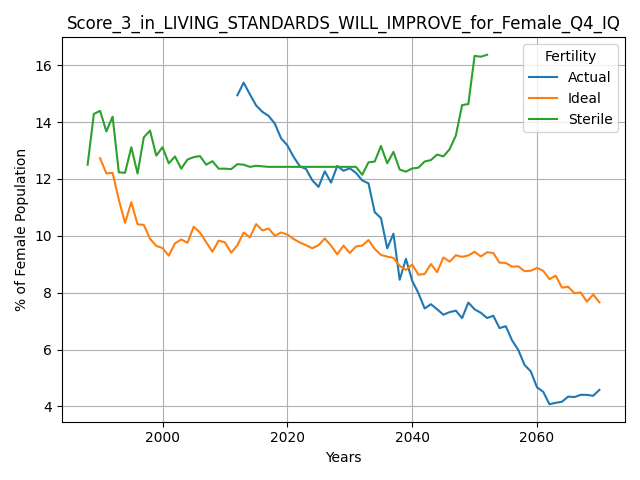 Score_3_in_LIVING_STANDARDS_WILL_IMPROVE_for_Female_Q4_IQ
% of Female Population
16
14
12
10
8
6
4
Fertility
Actual
Ideal
Sterile
2000
2020
2040
2060
Years